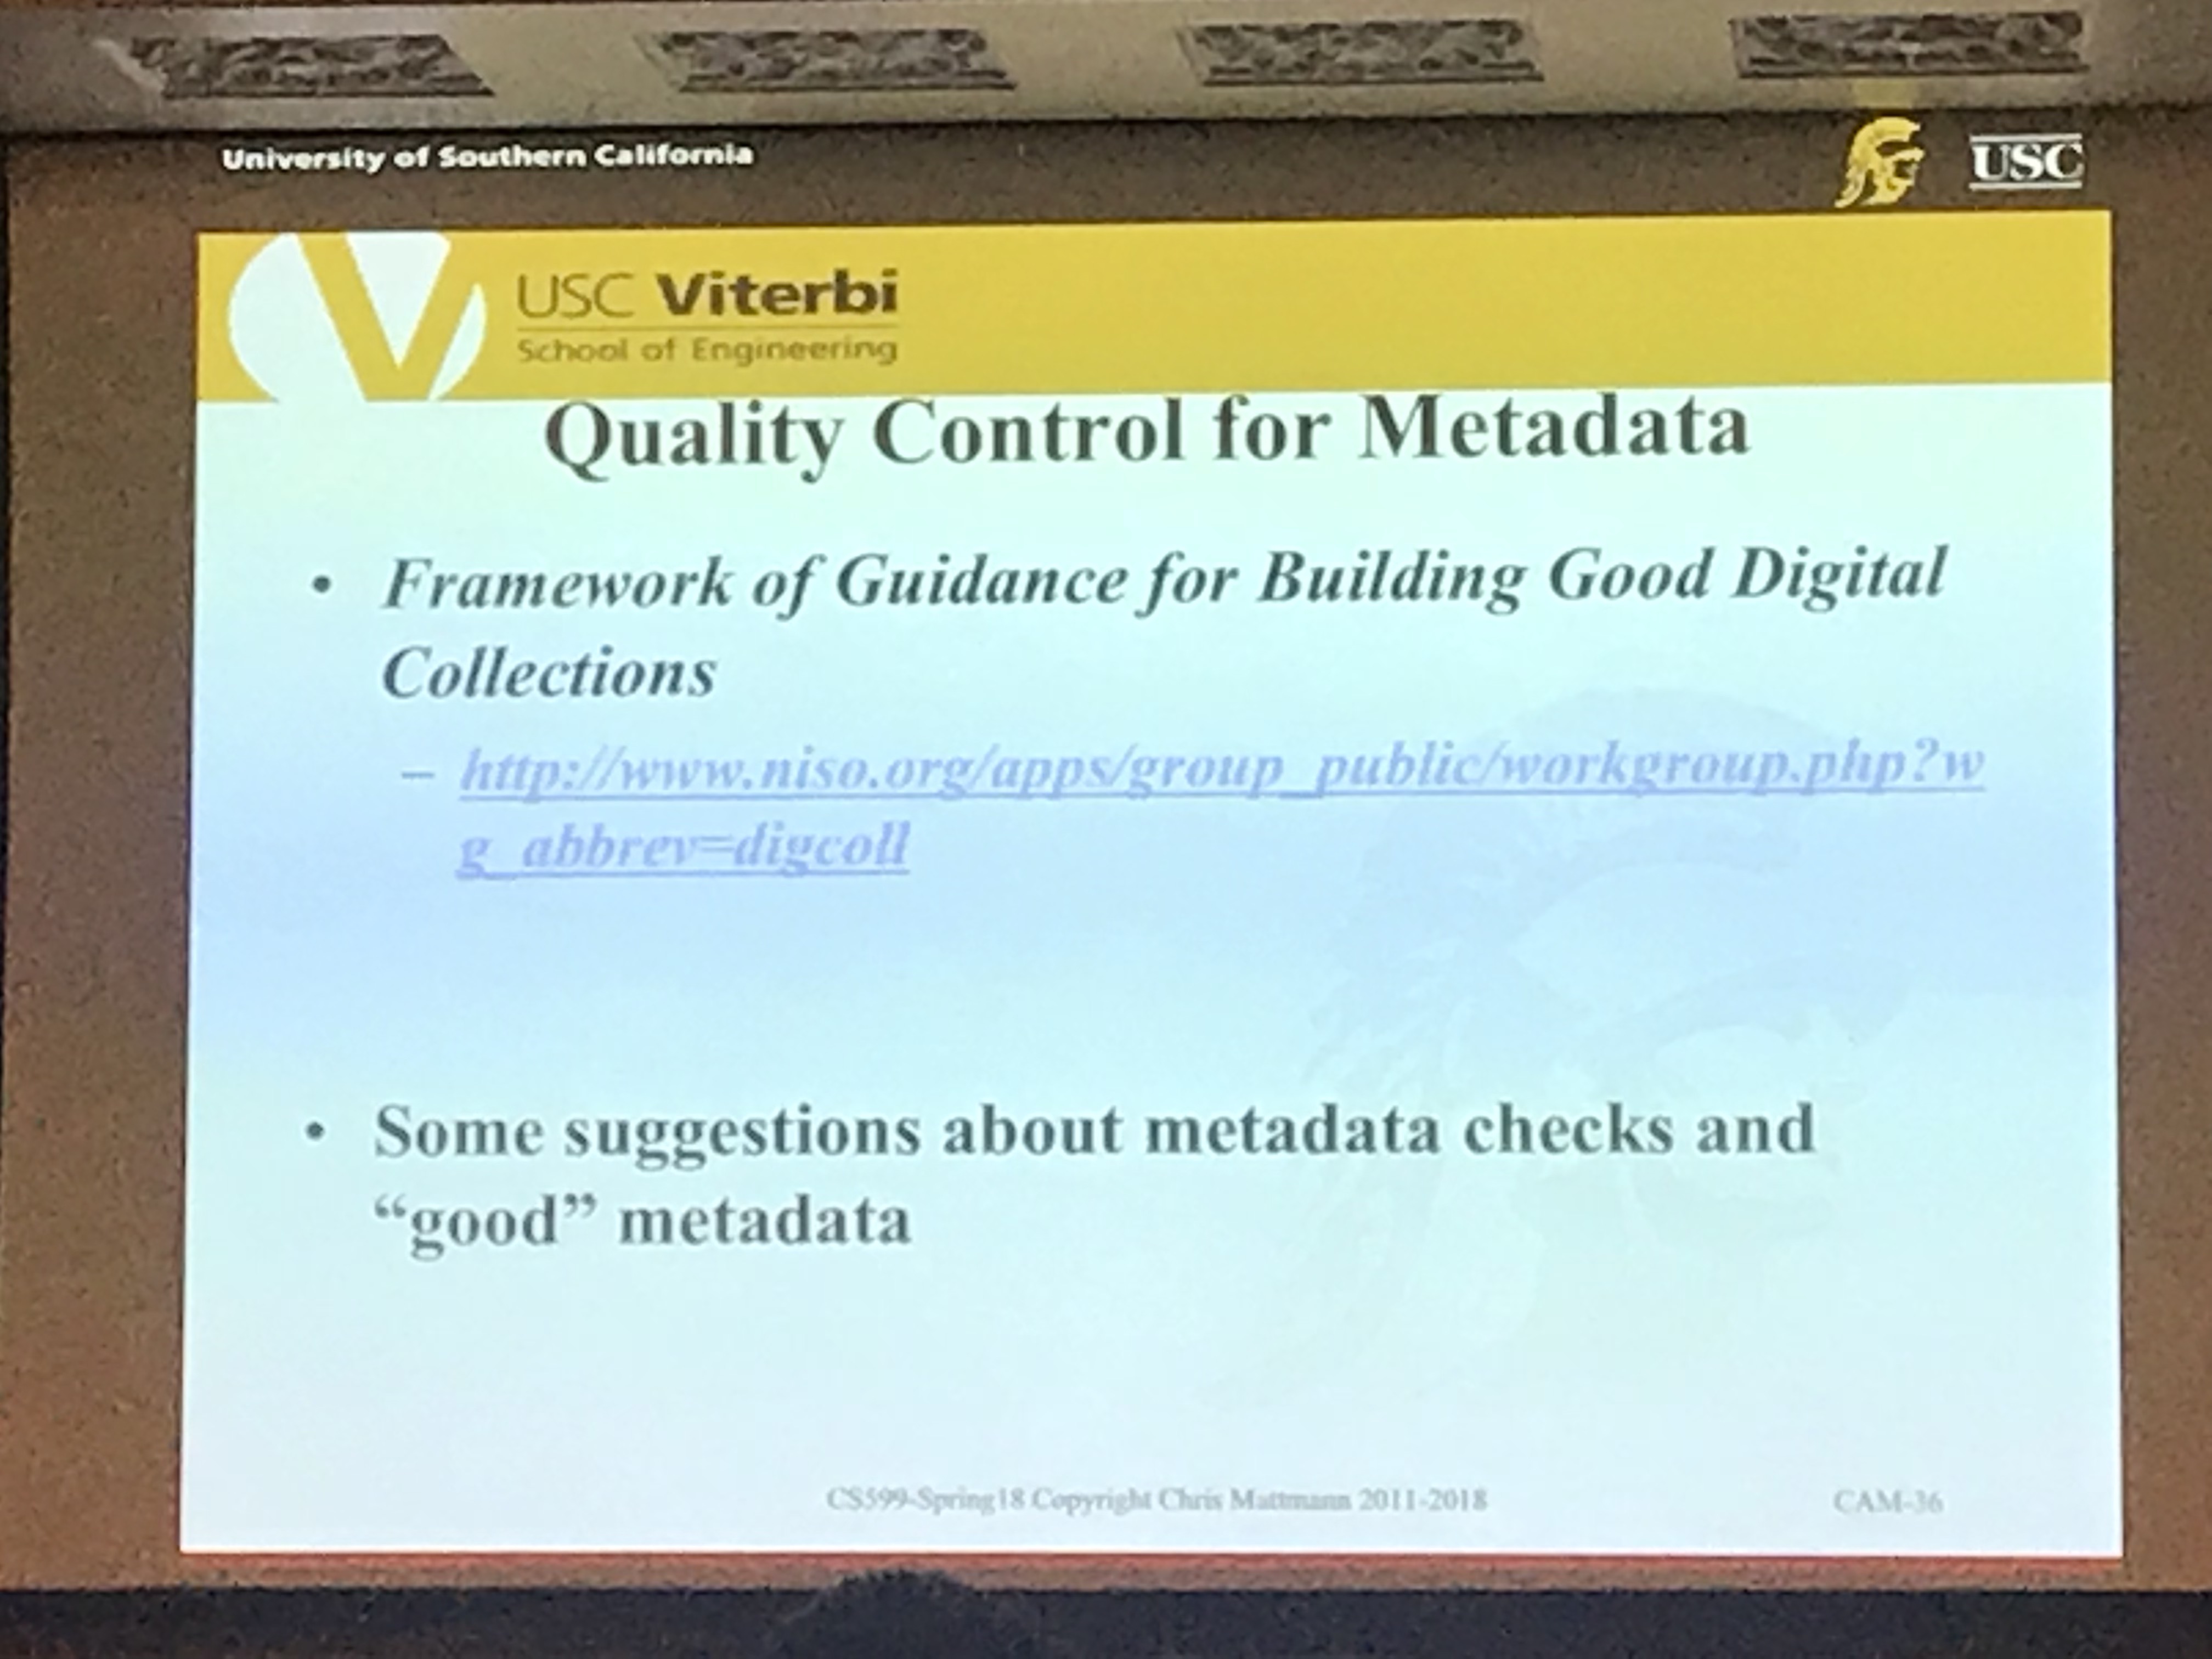 University of Southern California
USC
USC Viterbi
School of Engineering
Quality Control for Metadata
• Framework of Guidance for Building Good Digital
Collections
– http://www.niso.org/apps/group_public/workgroup.php?w
g_abbrev=digcoll
• Some suggestions about metadata checks and
“good” metadata
CS599-Spring18 Copyright Chris Mattmann 2011-2018
CAM-36